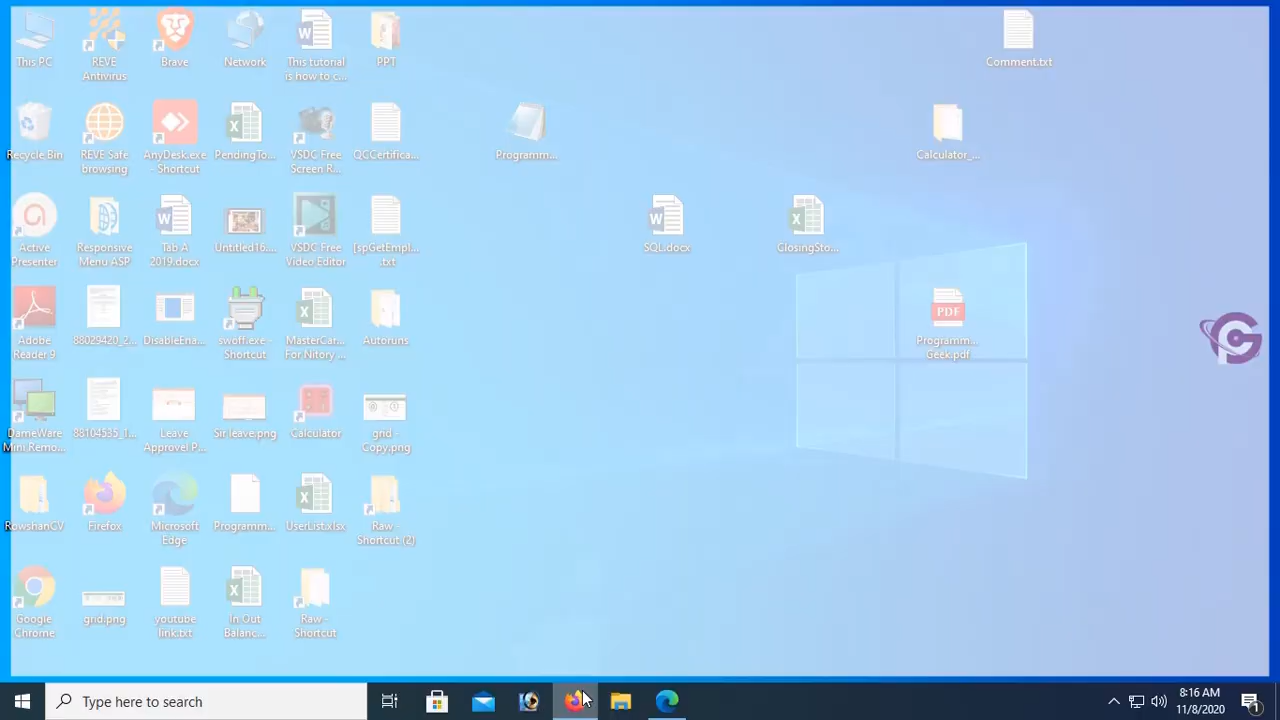 This PC
REVE
Antivirus
Brave
Network
This tutorial
is how to c...
PPT
Comment.txt
Recycle Bin
REVE Safe
browsing
AnyDesk.exe
- Shortcut
PendingTo...
VSDC Free
Screen R...
QCCertifica...
Programm...
Calculator_...
Active
Presenter
Responsive
Menu ASP
Tab A
2019.docx
Untitled16....
VSDC Free
Video Editor
[spGetEmpl...
.txt
SQL.docx
ClosingSto...
Adobe
Reader 9
88029420_2...
DisableEna...
swoff.exe -
Shortcut
MasterCar...
For Nitory ...
Autoruns
PDF
Programm...
Geek.pdf
DameWare
Mini Remo...
88104535_1...
Leave
Approvel P...
Sir leave.png
Calculator
grid -
Copy.png
RowshanCV
Firefox
Microsoft
Edge
Programm...
UserList.xlsx
Raw -
Shortcut (2)
Google
Chrome
grid.png
youtube
link.txt
In Out
Balanc...
Raw -
Shortcut
Type here to search
8:16 AM
11/8/2020
1